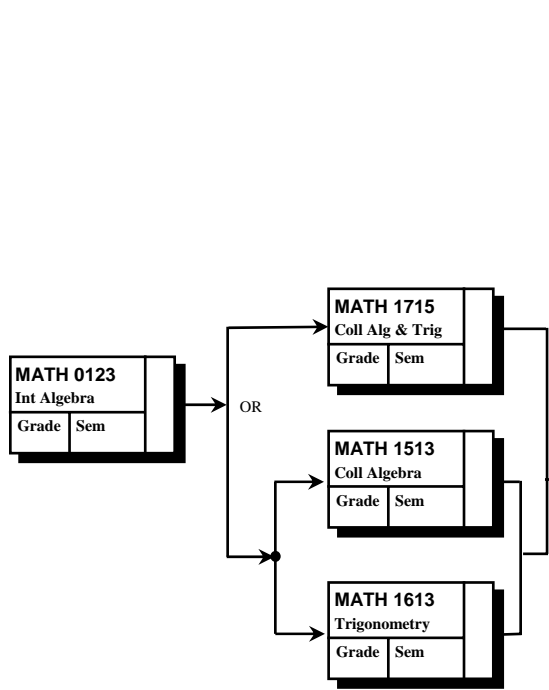 MATH 0123
Int Algebra
Grade Sem
OR
MATH 1715
Coll Alg & Trig
Grade Sem
MATH 1513
Coll Algebra
Grade Sem
MATH 1613
Trigonometry
Grade Sem